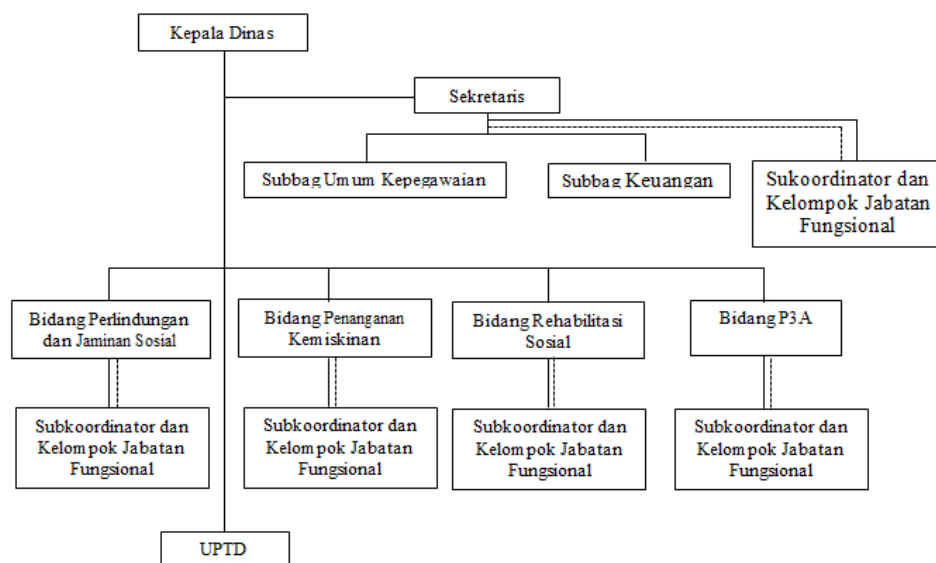 Kepala Dinas
Sekretaris
Subbag Umum Kepegawaian
Subbag Keuangan
Sukoordinator dan
Kelompok Jabatan
Fungsional
Bidang Perlindungan
dan Jaminan Sosial
Bidang Penanganan
Kemiskinan
Bidang Rehabilitasi
Sosial
Bidang P3A
Subkoordinator dan
Kelompok Jabatan
Fungsional
Subkoordinator dan
Kelompok Jabatan
Fungsional
Subkoordinator dan
Kelompok Jabatan
Fungsional
Subkoordinator dan
Kelompok Jabatan
Fungsional
UPTD